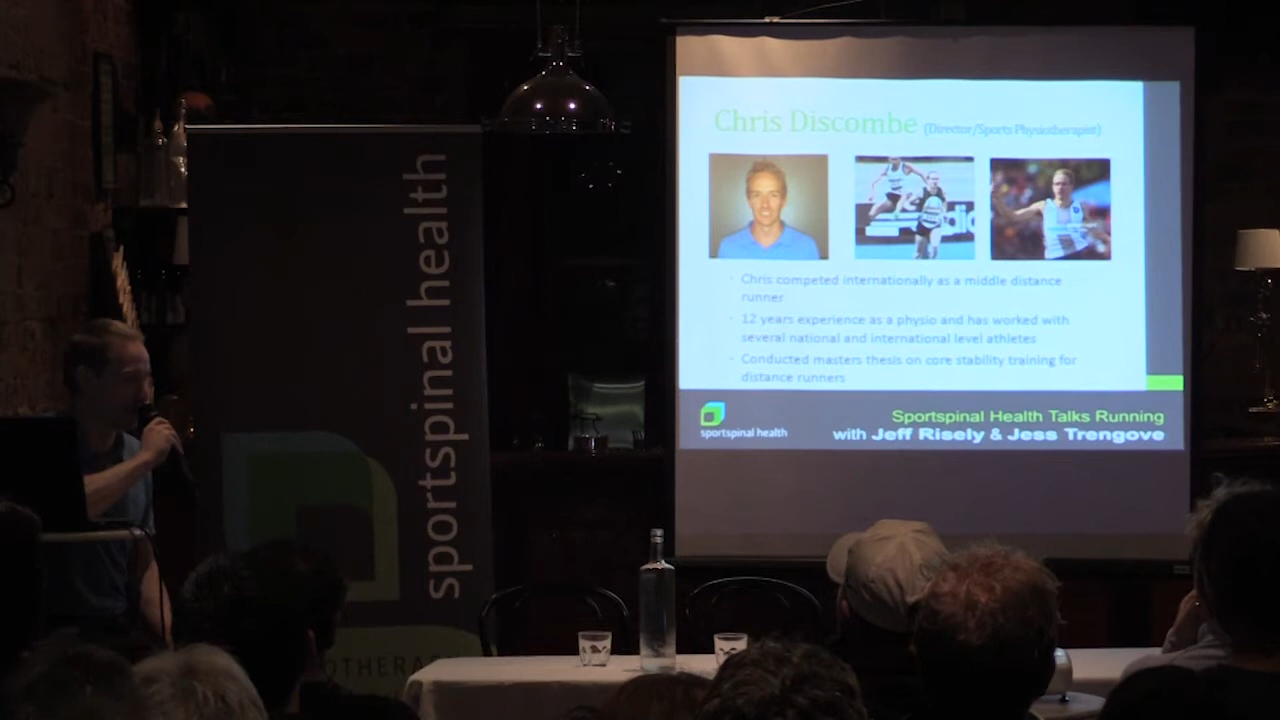 sportspinal health
Chris Discombe (Director/Sports Physiotherapist)
Chris competed internationally as a middle distance
runner
12 years experience as a physio and has worked with
several national and international level athletes
Conducted masters thesis on core stability training for
distance runners
sportspinal health
Sportspinal Health Talks Running
with Jeff Risely & Jess Trengove